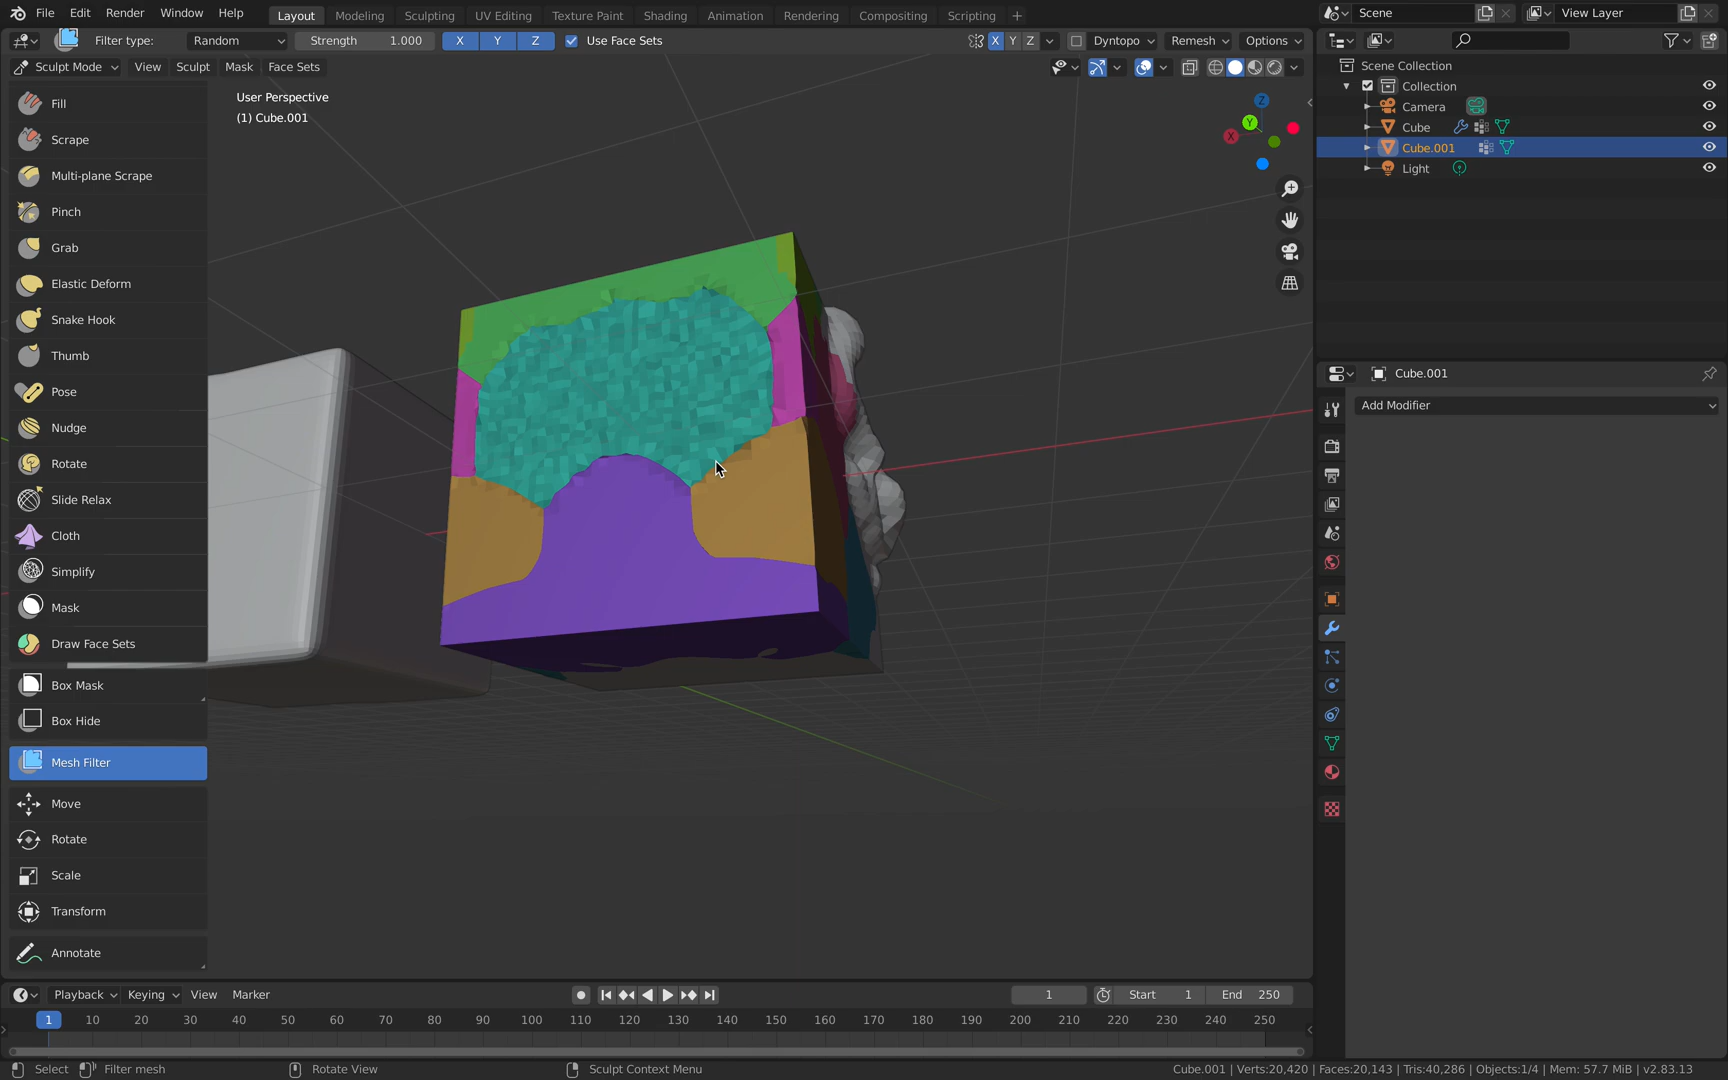 File Edit Render Window Help Layout Modeling Sculpting UV Editing Texture Paint Shading Animation Rendering Compositing Scripting + Scene View Layer
Filter type: Random Strength 1.000 X Y Z Use Face Sets X Y Z Dyntopo Remesh Options
Sculpt Mode View Sculpt Mask Face Sets
Scene Collection
Collection
Camera
Cube
Cube.001
Light
User Perspective
(1) Cube.001
Z
Y
X
Fill
Scrape
Multi-plane Scrape
Pinch
Grab
Elastic Deform
Snake Hook
Thumb
Pose
Nudge
Rotate
Slide Relax
Cloth
Simplify
Mask
Draw Face Sets
Box Mask
Box Hide
Mesh Filter
Move
Rotate
Scale
Transform
Annotate
Cube.001
Add Modifier
Playback Keying View Marker 1 Start 1 End 250
1 10 20 30 40 50 60 70 80 90 100 110 120 130 140 150 160 170 180 190 200 210 220 230 240 250
Select Filter mesh Rotate View Sculpt Context Menu Cube.001 | Verts:20,420 | Faces:20,143 | Tris:40,286 | Objects:1/4 | Mem: 57.7 MiB | v2.83.13